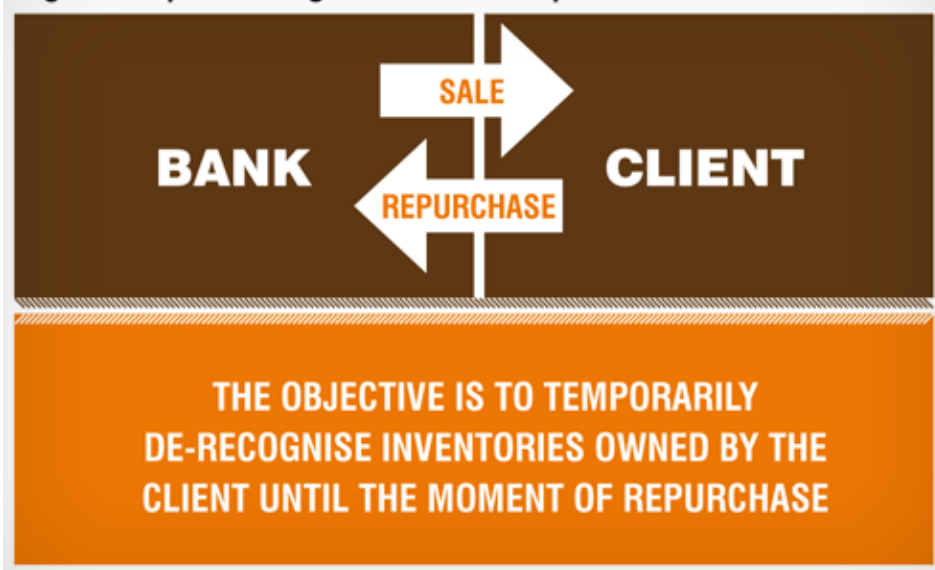 SALE
BANK
CLIENT
REPURCHASE
THE OBJECTIVE IS TO TEMPORARILY
DE-RECOGNISE INVENTORIES OWNED BY THE
CLIENT UNTIL THE MOMENT OF REPURCHASE